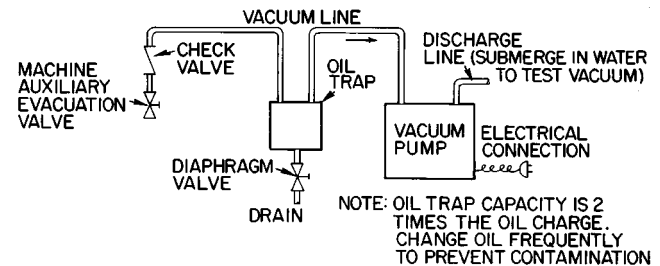 VACUUM LINE
CHECK
VALVE
MACHINE
AUXILIARY
EVACUATION
VALVE
OIL
TRAP
DISCHARGE
LINE (SUBMERGE IN WATER
TO TEST VACUUM)
VACUUM
PUMP
ELECTRICAL
CONNECTION
DIAPHRAGM
VALVE
DRAIN
NOTE: OIL TRAP CAPACITY IS 2
TIMES THE OIL CHARGE.
CHANGE OIL FREQUENTLY
TO PREVENT CONTAMINATION